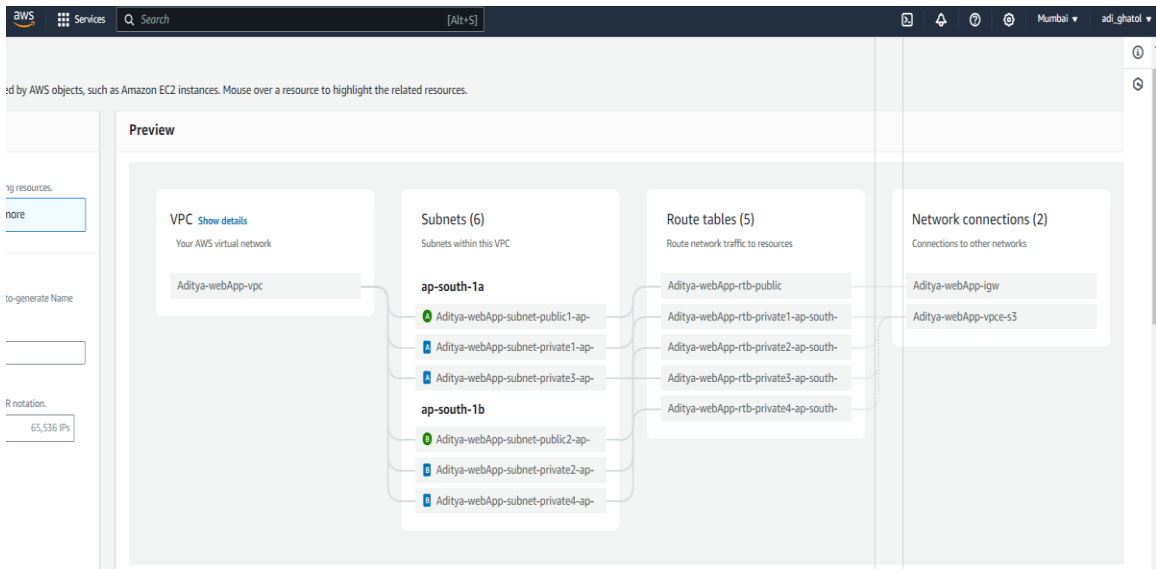 aws Services Search [Alt+S] Mumbai adi_ghatol
ed by AWS objects, such as Amazon EC2 instances. Mouse over a resource to highlight the related resources.
Preview
ng resources.
more
to-generate Name
R notation.
65,536 IPs
VPC Show details
Your AWS virtual network
Aditya-webApp-vpc
Subnets (6)
Subnets within this VPC
ap-south-1a
A Aditya-webApp-subnet-public1-ap-
A Aditya-webApp-subnet-private1-ap-
A Aditya-webApp-subnet-private3-ap-
ap-south-1b
B Aditya-webApp-subnet-public2-ap-
B Aditya-webApp-subnet-private2-ap-
B Aditya-webApp-subnet-private4-ap-
Route tables (5)
Route network traffic to resources
Aditya-webApp-rtb-public
Aditya-webApp-rtb-private1-ap-south-
Aditya-webApp-rtb-private2-ap-south-
Aditya-webApp-rtb-private3-ap-south-
Aditya-webApp-rtb-private4-ap-south-
Network connections (2)
Connections to other networks
Aditya-webApp-igw
Aditya-webApp-vpce-s3